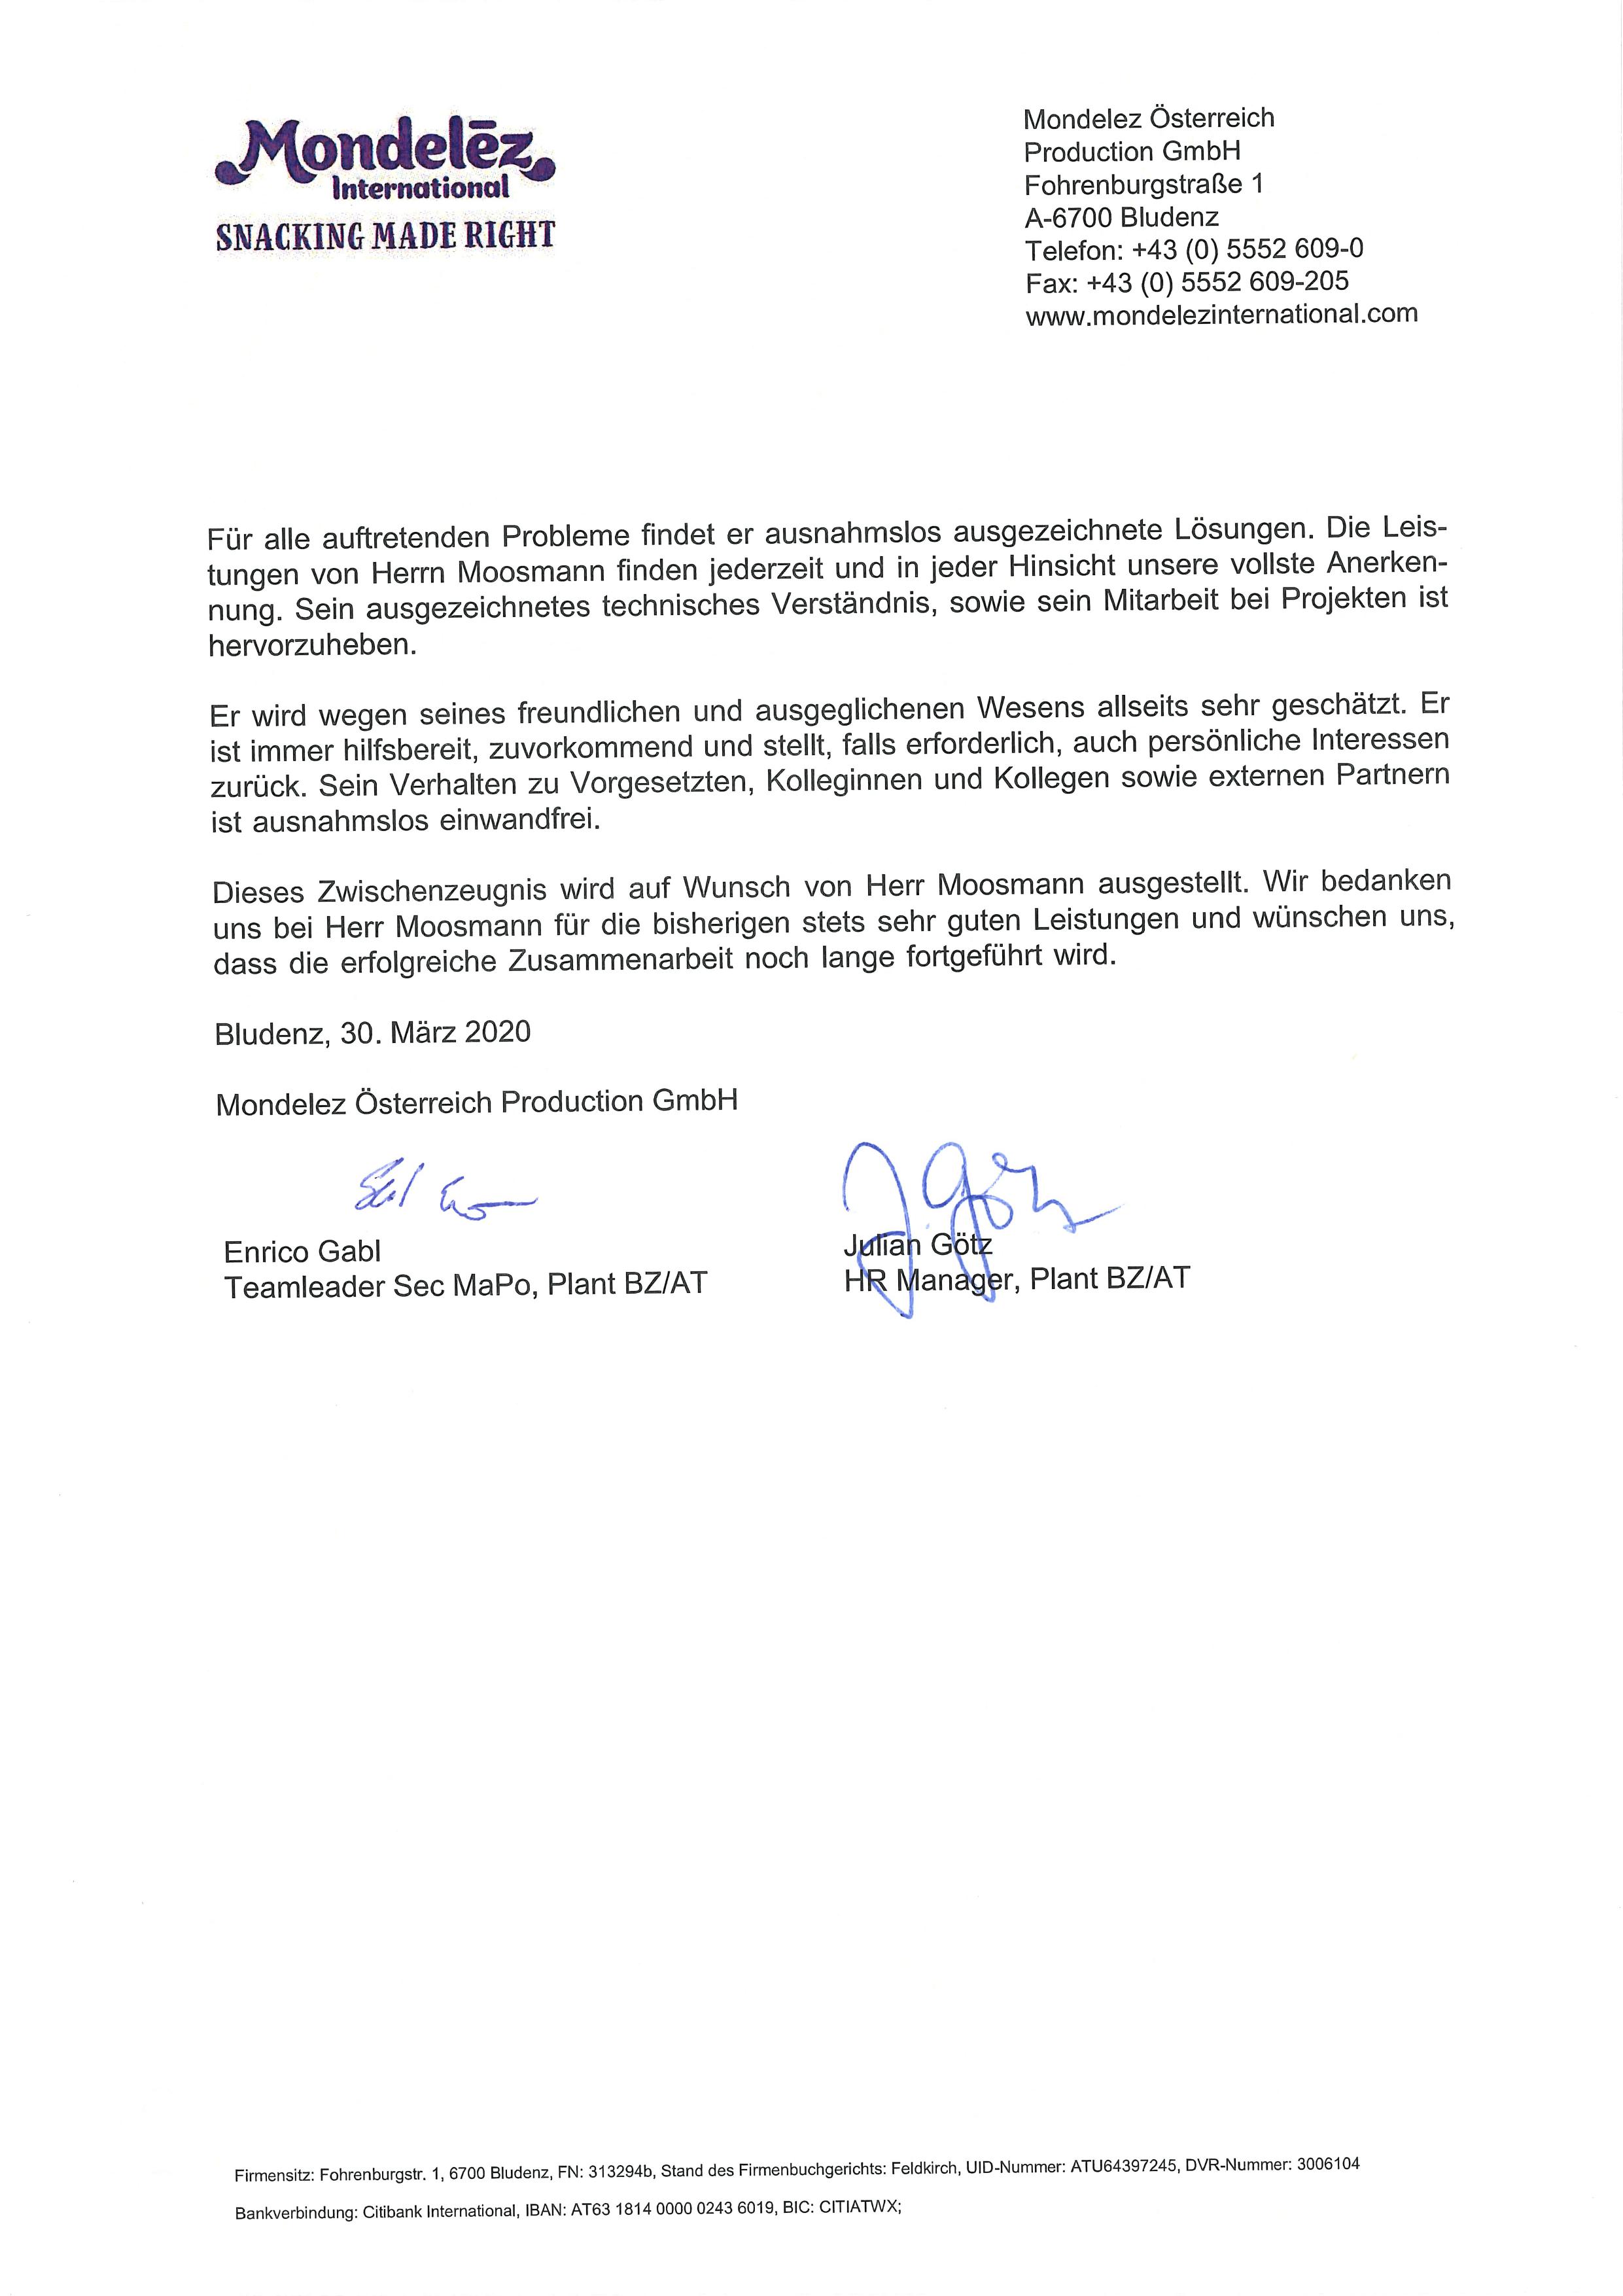 Mondelēz
International
SNACKING MADE RIGHT
Mondelez Österreich
Production GmbH
Fohrenburgstraße 1
A-6700 Bludenz
Telefon: +43 (0) 5552 609-0
Fax: +43 (0) 5552 609-205
www.mondelezinternational.com
Für alle auftretenden Probleme findet er ausnahmslos ausgezeichnete Lösungen. Die Leis-
tungen von Herrn Moosmann finden jederzeit und in jeder Hinsicht unsere vollste Anerken-
nung. Sein ausgezeichnetes technisches Verständnis, sowie sein Mitarbeit bei Projekten ist
hervorzuheben.
Er wird wegen seines freundlichen und ausgeglichenen Wesens allseits sehr geschätzt. Er
ist immer hilfsbereit, zuvorkommend und stellt, falls erforderlich, auch persönliche Interessen
zurück. Sein Verhalten zu Vorgesetzten, Kolleginnen und Kollegen sowie externen Partnern
ist ausnahmslos einwandfrei.
Dieses Zwischenzeugnis wird auf Wunsch von Herr Moosmann ausgestellt. Wir bedanken
uns bei Herr Moosmann für die bisherigen stets sehr guten Leistungen und wünschen uns,
dass die erfolgreiche Zusammenarbeit noch lange fortgeführt wird.
Bludenz, 30. März 2020
Mondelez Österreich Production GmbH
J. Götz
Enrico Gabl
Teamleader Sec MaPo, Plant BZ/AT
Julian Götz
HR Manager, Plant BZ/AT
Firmensitz: Fohrenburgstr. 1, 6700 Bludenz, FN: 313294b, Stand des Firmenbuchgerichts: Feldkirch, UID-Nummer: ATU64397245, DVR-Nummer: 3006104
Bankverbindung: Citibank International, IBAN: AT63 1814 0000 0243 6019, BIC: CITIATWX;